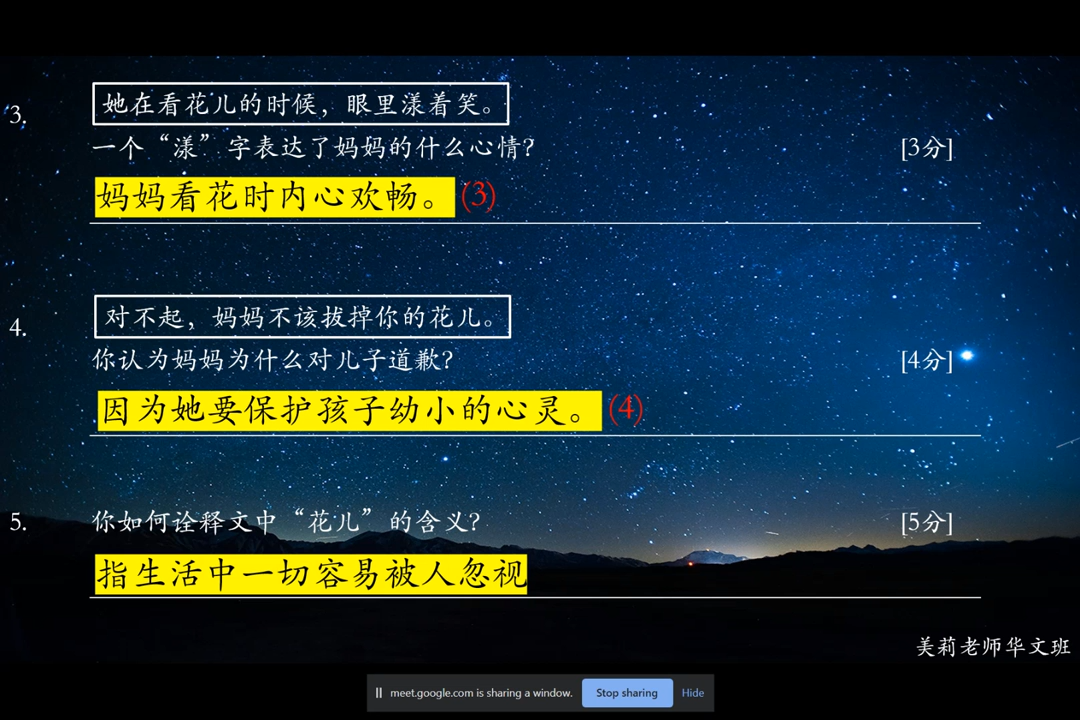 3.
她在看花儿的时候，眼里漾着笑。
一个“漾”字表达了妈妈的什么心情？ [3分]
妈妈看花时内心欢畅。(3)
4.
对不起，妈妈不该拔掉你的花儿。
你认为妈妈为什么对儿子道歉？ [4分]
因为她要保护孩子幼小的心灵。(4)
5. 你如何诠释文中“花儿”的含义？ [5分]
指生活中一切容易被人忽视
美莉老师华文班
meet.google.com is sharing a window. Stop sharing Hide